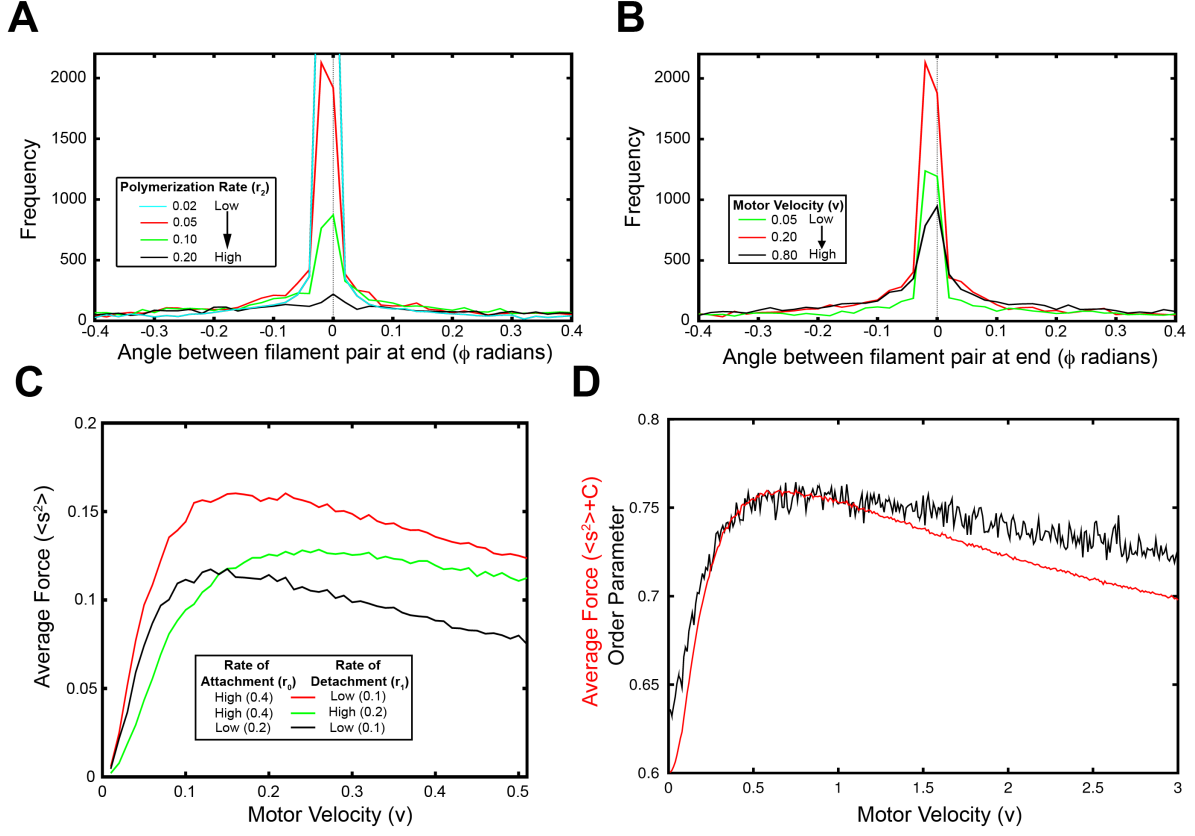 A
2000
1500
1000
500
0
Frequency
Polymerization Rate (r2)
0.02 Low
0.05
0.10
0.20 High
-0.4 -0.3 -0.2 -0.1 0 0.1 0.2 0.3 0.4
Angle between filament pair at end (ϕ radians)
B
2000
1500
1000
500
0
Frequency
Motor Velocity (v)
0.05 Low
0.20
0.80 High
-0.4 -0.3 -0.2 -0.1 0 0.1 0.2 0.3 0.4
Angle between filament pair at end (ϕ radians)
C
0.2
0.15
0.1
0.05
0
Average Force (<s²>)
Rate of Rate of
Attachment (r0) Detachment (r1)
High (0.4) Low (0.1)
High (0.4) High (0.2)
Low (0.2) Low (0.1)
0 0.1 0.2 0.3 0.4 0.5
Motor Velocity (v)
D
0.8
0.75
0.7
0.65
0.6
Average Force (<s²>+C)
Order Parameter
0 0.5 1 1.5 2 2.5 3
Motor Velocity (v)